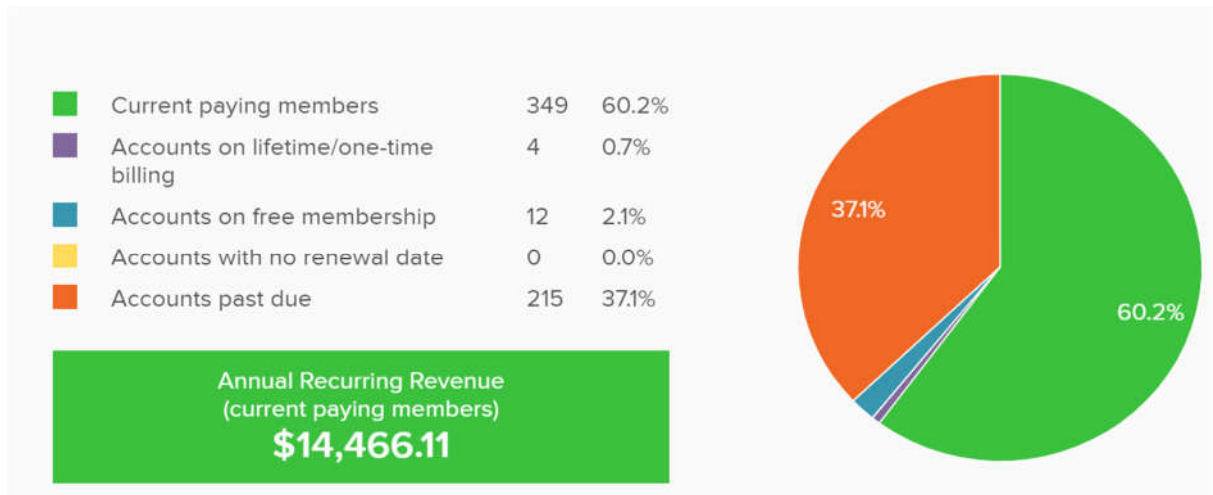 Current paying members 349 60.2%
Accounts on lifetime/one-time 4 0.7%
billing
Accounts on free membership 12 2.1%
Accounts with no renewal date 0 0.0%
Accounts past due 215 37.1%
Annual Recurring Revenue
(current paying members)
$14,466.11
37.1%
60.2%